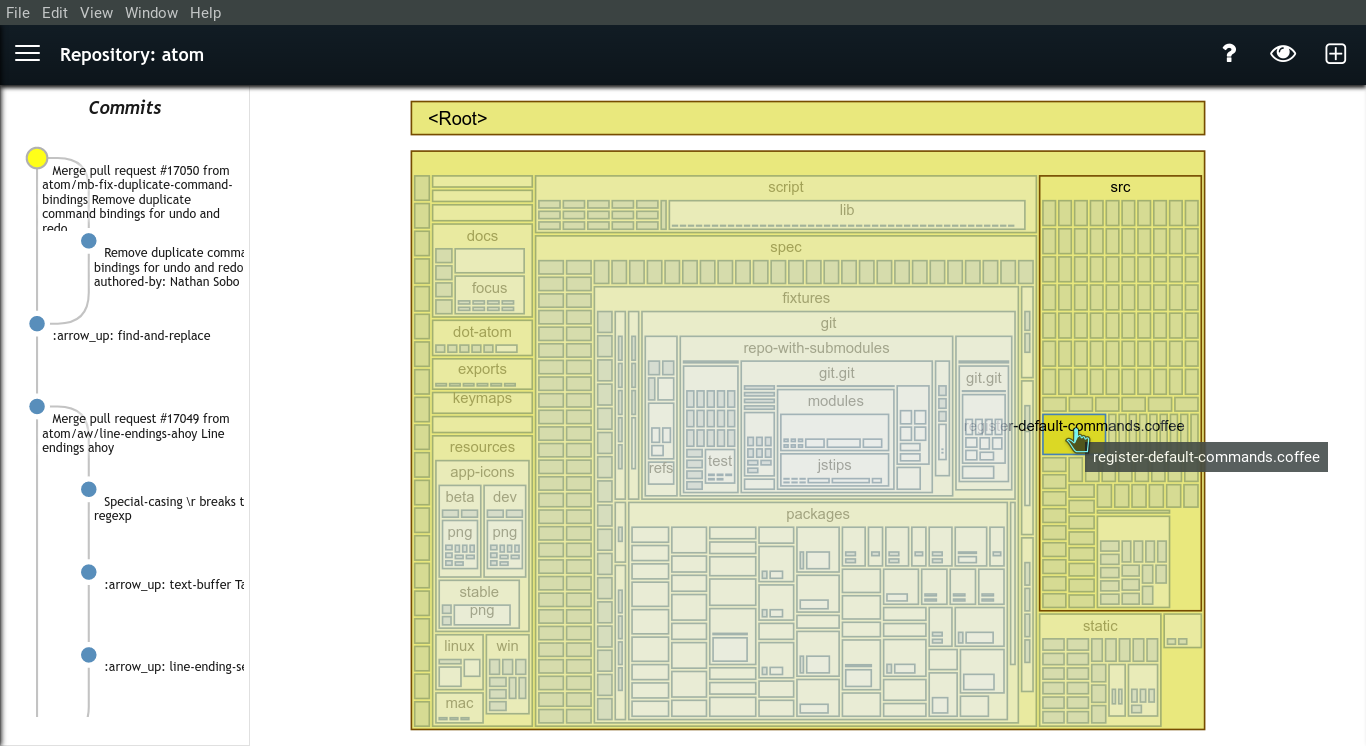 File Edit View Window Help
Repository: atom
?
Commits
Merge pull request #17050 from
atom/mb-fix-duplicate-command-
bindings Remove duplicate
command bindings for undo and
redo
Remove duplicate comma
bindings for undo and redo
authored-by: Nathan Sobo
:arrow_up: find-and-replace
Merge pull request #17049 from
atom/aw/line-endings-ahoy Line
endings ahoy
Special-casing \r breaks t
regexp
:arrow_up: text-buffer Ta
:arrow_up: line-ending-se
<Root>
script
lib
src
docs
focus
spec
fixtures
git
repo-with-submodules
git.git
git.git
modules
jstips
refs
test
dot-atom
exports
keymaps
resources
app-icons
beta
dev
png
png
stable
png
linux
win
mac
packages
register-default-commands.coffee
register-default-commands.coffee
static